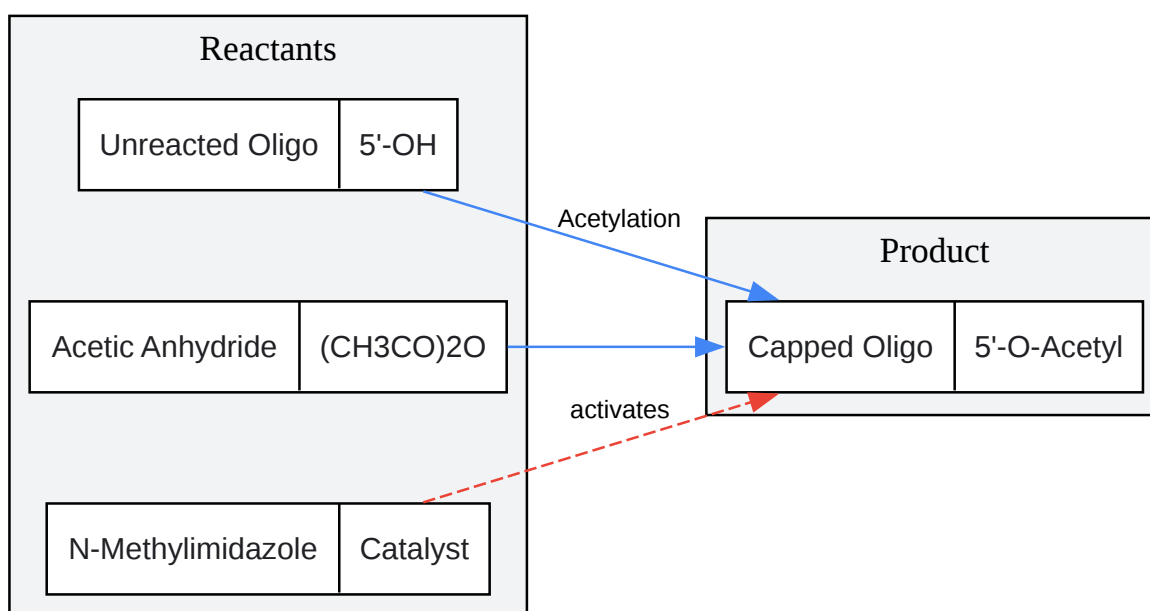 Reactants
Unreacted Oligo 5'-OH
Acetylation
Product
Acetic Anhydride (CH3CO)2O
Capped Oligo 5'-O-Acetyl
activates
N-Methylimidazole Catalyst